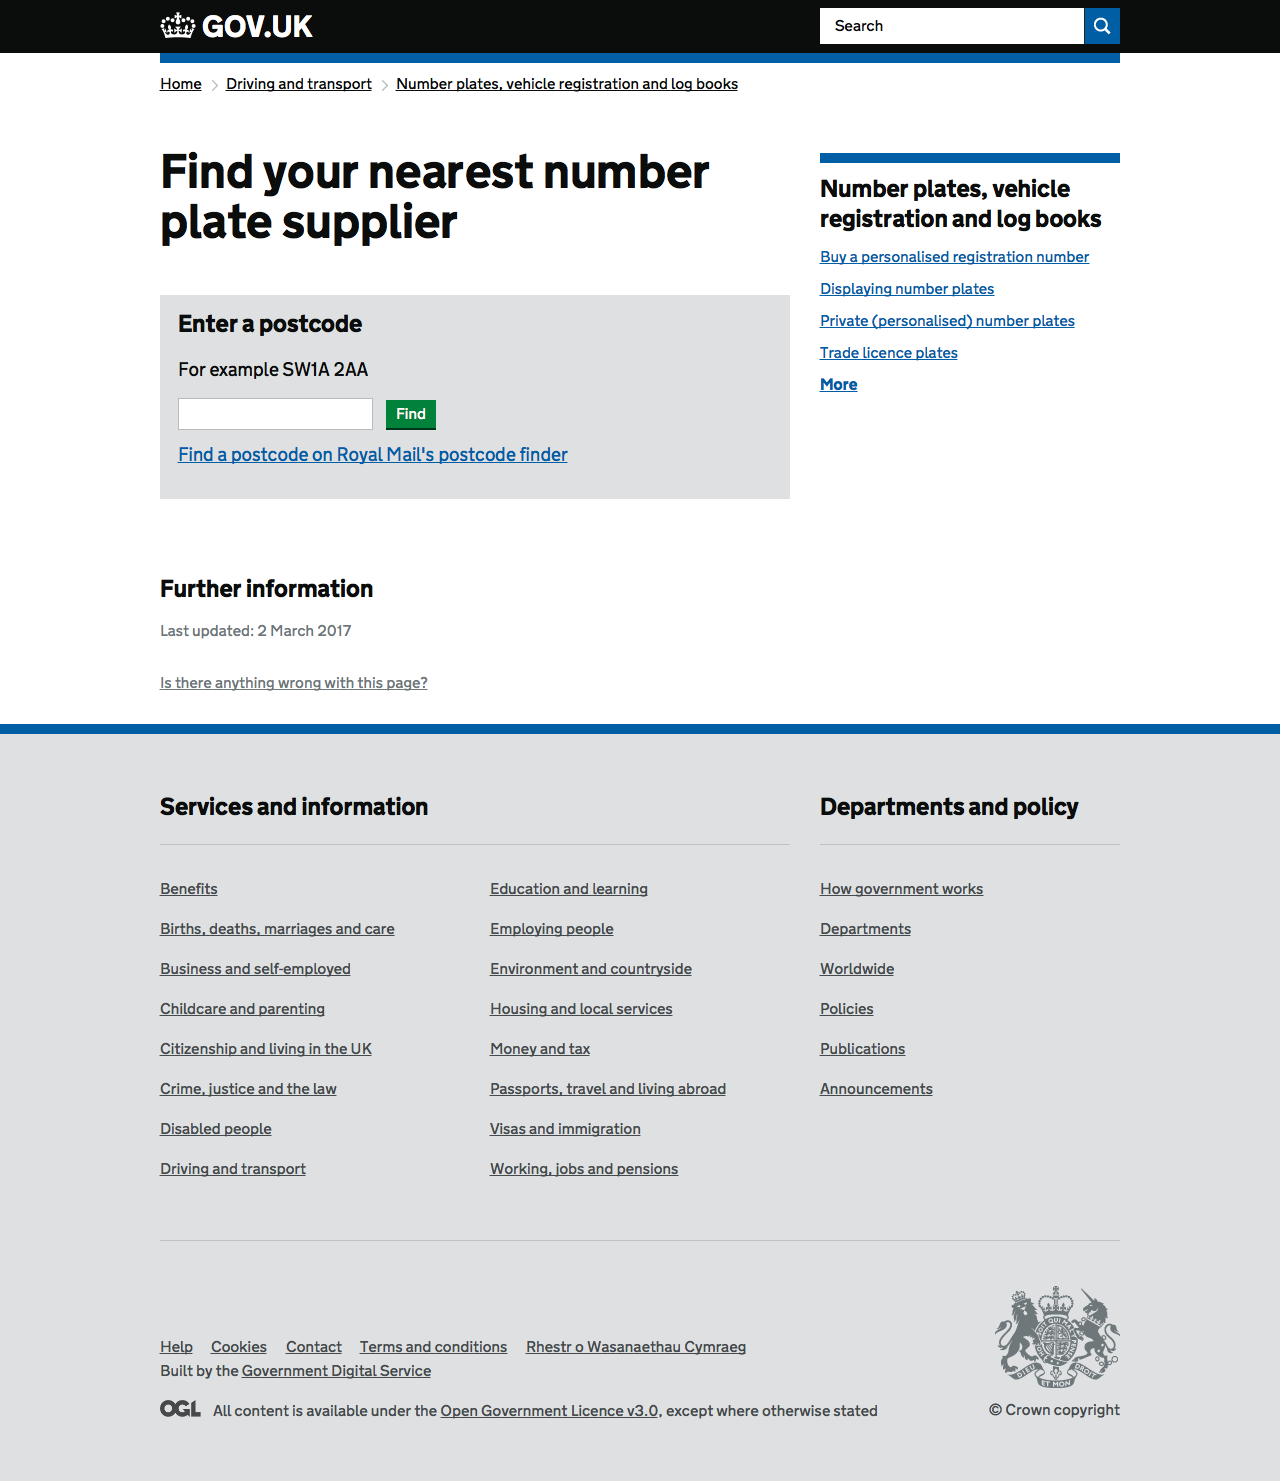 GOV.UK
Search
Home
Driving and transport
Number plates, vehicle registration and log books
Find your nearest number
plate supplier
Enter a postcode
For example SW1A 2AA
Find
Find a postcode on Royal Mail's postcode finder
Number plates, vehicle
registration and log books
Buy a personalised registration number
Displaying number plates
Private (personalised) number plates
Trade licence plates
More
Further information
Last updated: 2 March 2017
Is there anything wrong with this page?
Services and information
Benefits
Births, deaths, marriages and care
Business and self-employed
Childcare and parenting
Citizenship and living in the UK
Crime, justice and the law
Disabled people
Driving and transport
Education and learning
Employing people
Environment and countryside
Housing and local services
Money and tax
Passports, travel and living abroad
Visas and immigration
Working, jobs and pensions
Departments and policy
How government works
Departments
Worldwide
Policies
Publications
Announcements
Help
Cookies
Contact
Terms and conditions
Rhestr o Wasanaethau Cymraeg
Built by the Government Digital Service
OGL
All content is available under the Open Government Licence v3.0, except where otherwise stated
DIEU
ET MON
DROIT
© Crown copyright